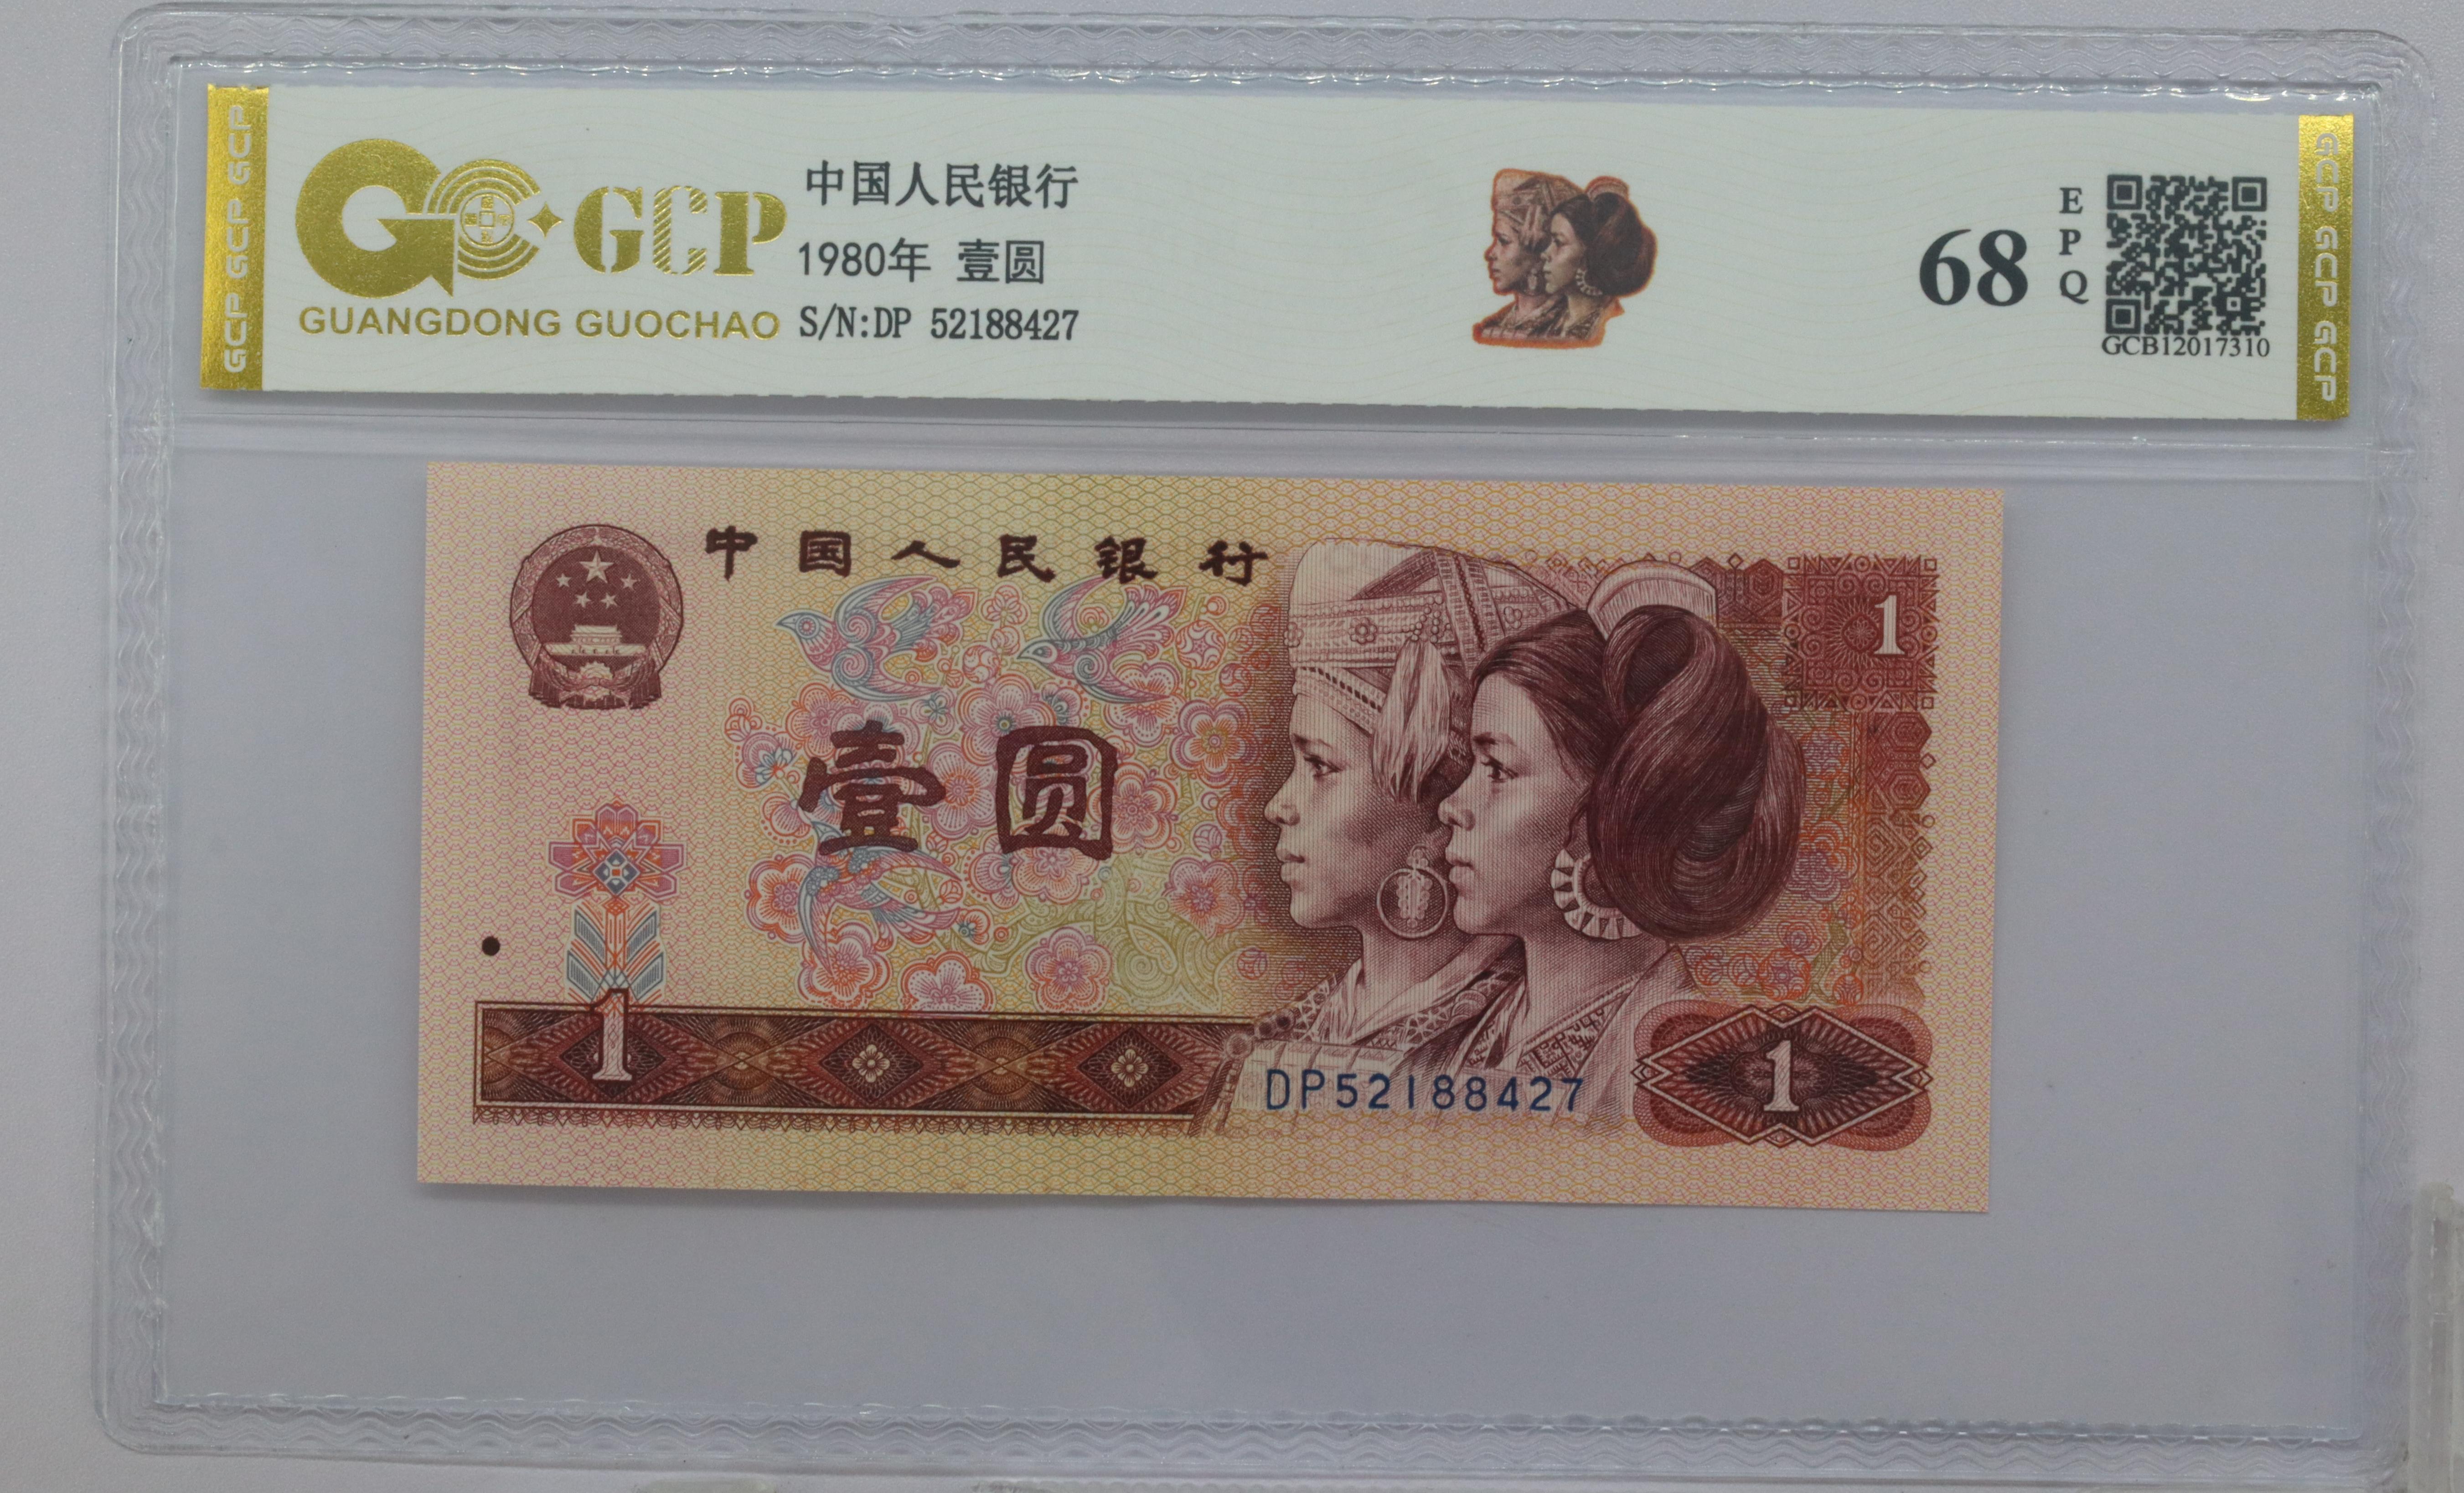 GCP GCP GCP
GCP
GUANGDONG GUOCHAO
中国人民银行
1980年 壹圆
S/N:DP 52188427
68
EPQ
GCB12017310
GCP GCP GCP
中国人民银行
1
壹圆
1
DP52188427
1